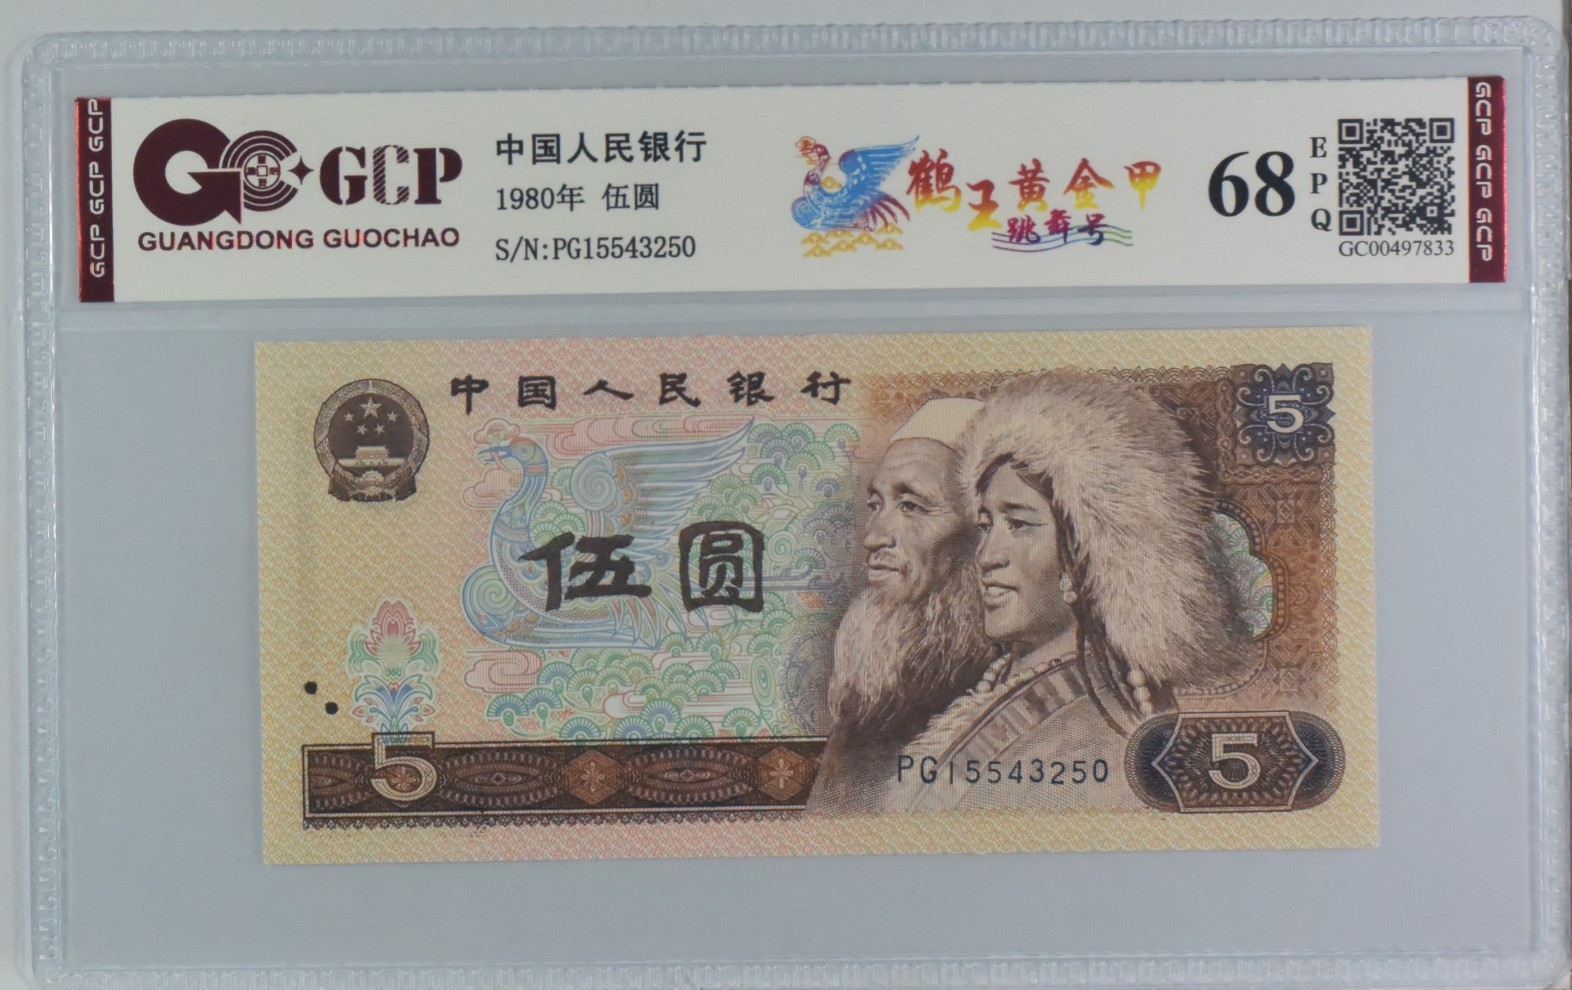 GCP GCP GCP
GC GCP
GUANGDONG GUOCHAO
中国人民银行
1980年 伍圆
S/N:PG15543250
鹤王黄金甲
跳舞号
68
EPQ
GC00497833
GCP GCP GCP
中国人民银行
5
伍圆
5
PG15543250
5